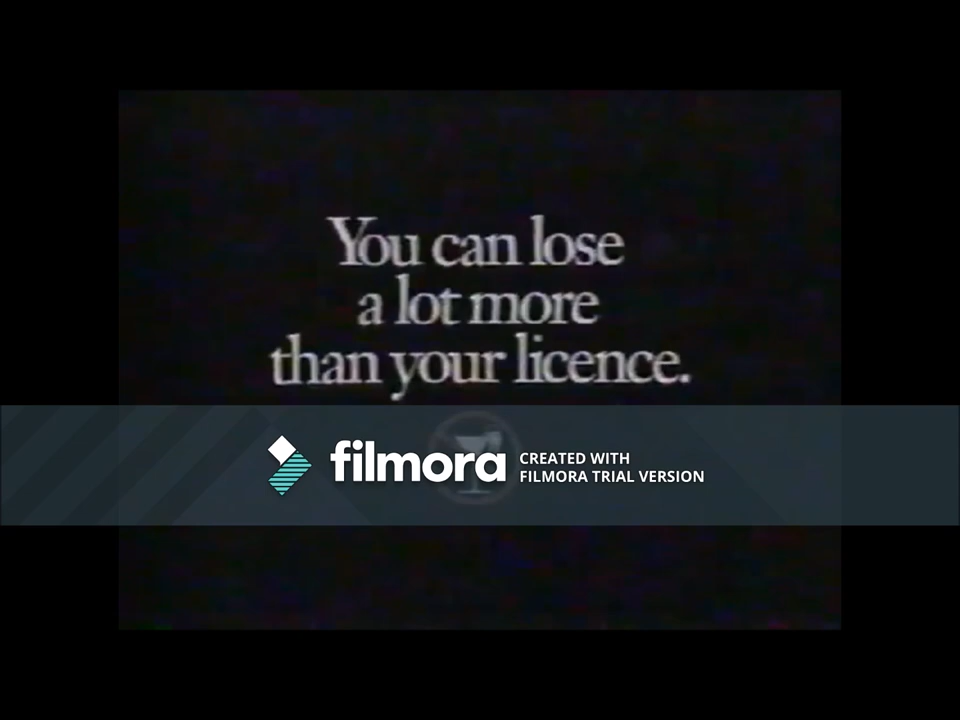 You can lose
a lot more
than your licence.
filmora
CREATED WITH
FILMORA TRIAL VERSION